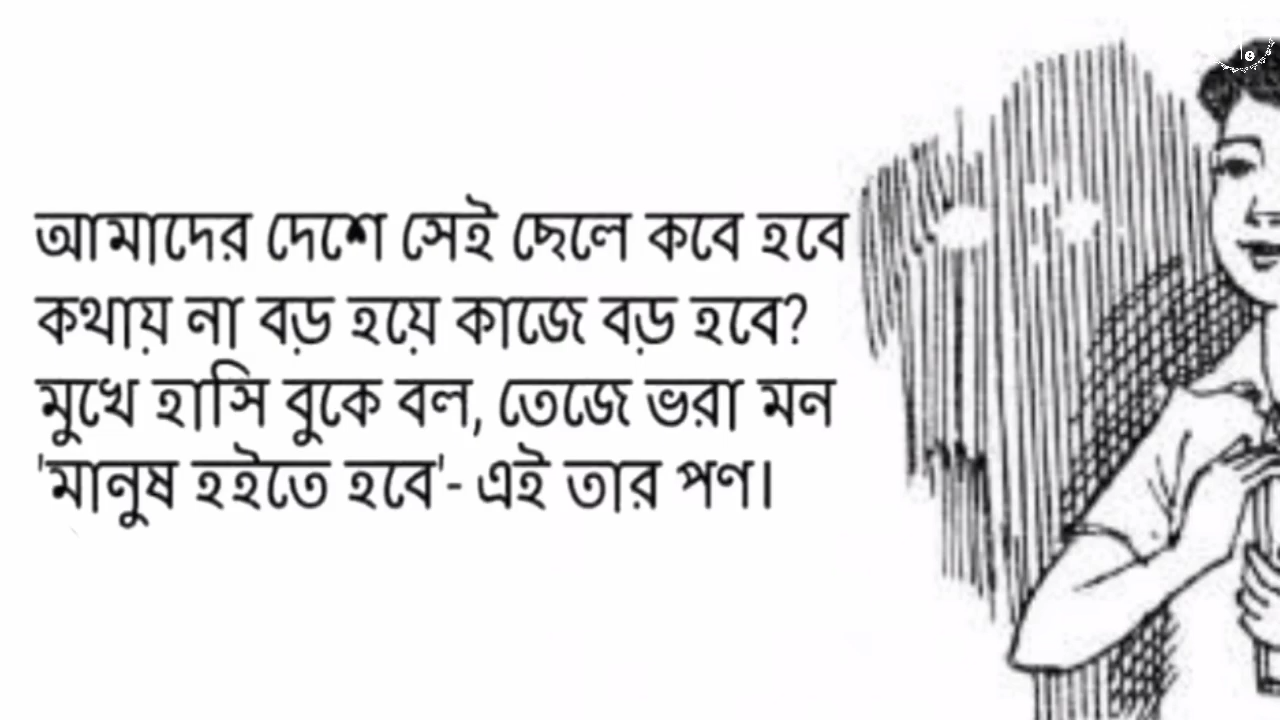 আমাদের দেশে সেই ছেলে কবে হবে
কথায় না বড় হয়ে কাজে বড় হবে?
মুখে হাসি বুকে বল, তেজে ভরা মন
'মানুষ হইতে হবে'- এই তার পণ।